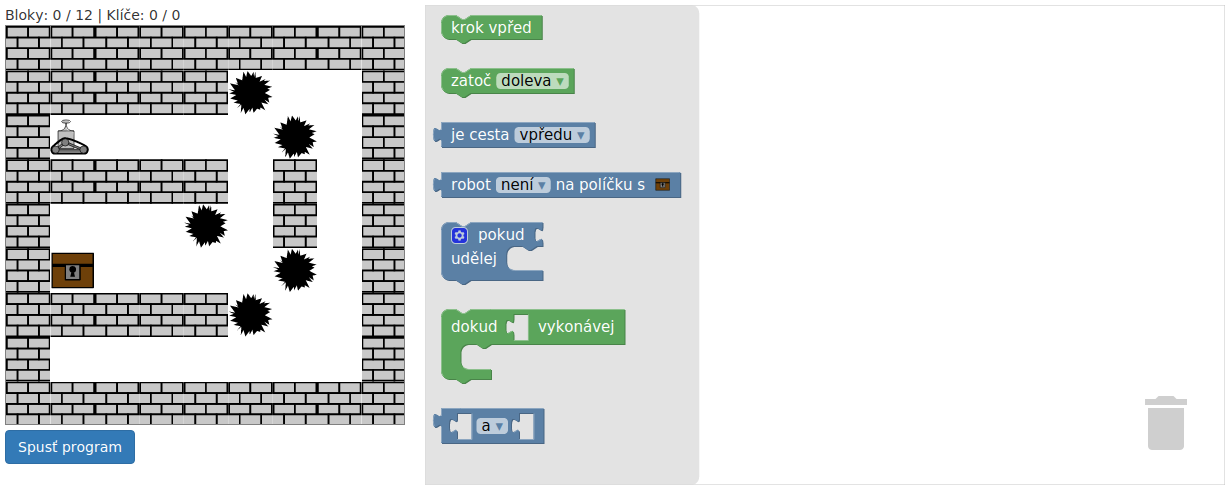 Bloky: 0 / 12 | Klíče: 0 / 0
krok vpřed
zatoč doleva ▼
je cesta vpředu ▼
robot není ▼ na políčku s
pokud
udělej
dokud vykonávej
a ▼
Spusť program